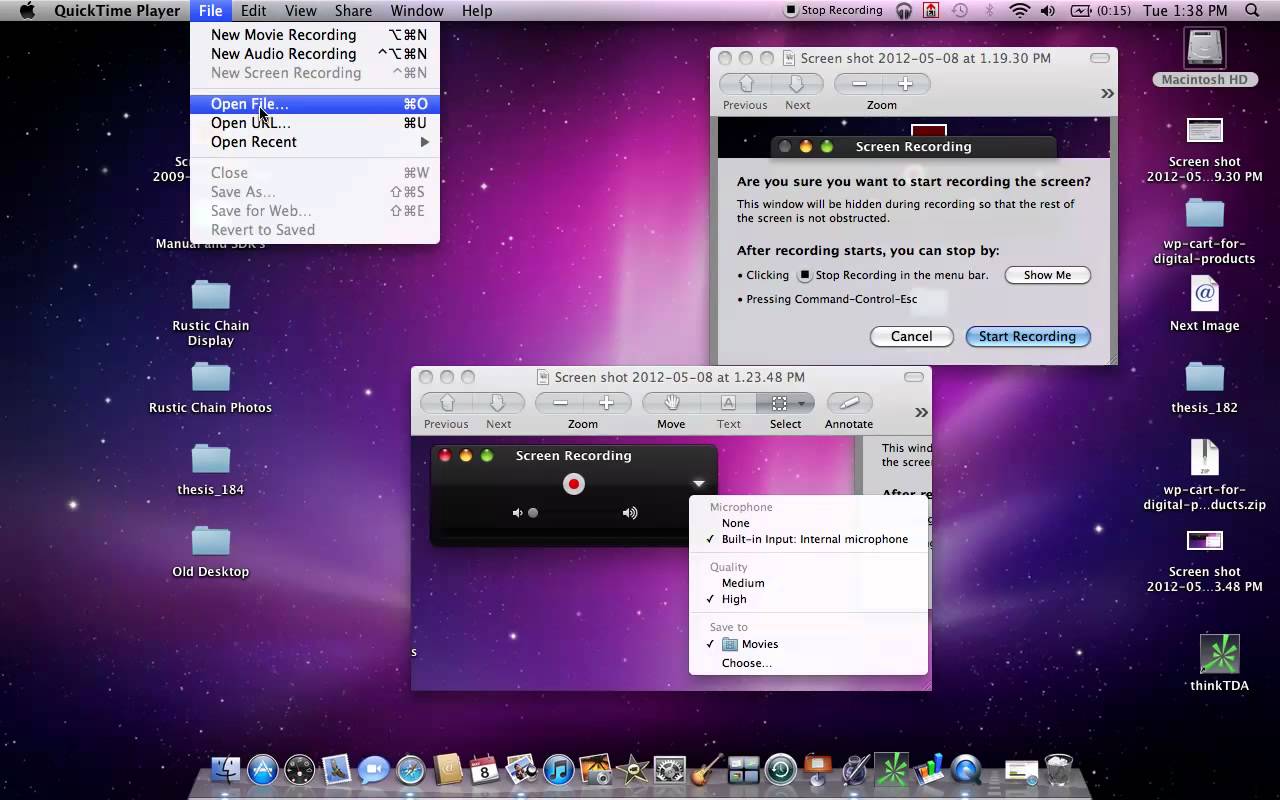 QuickTime Player File Edit View Share Window Help Stop Recording (0:15) Tue 1:38 PM
New Movie Recording ⌥⌘N
New Audio Recording ^⌥⌘N
New Screen Recording ^⌘N
Open File... ⌘O
Open URL... ⌘U
Open Recent
Close ⌘W
Save As... ⇧⌘S
Save for Web... ⇧⌘E
Revert to Saved
Sc
2009-
Manual and SDK's
Rustic Chain
Display
Rustic Chain Photos
thesis_184
Old Desktop
Screen shot 2012-05-08 at 1.19.30 PM
Previous Next Zoom
Screen Recording
Are you sure you want to start recording the screen?
This window will be hidden during recording so that the rest of
the screen is not obstructed.
After recording starts, you can stop by:
• Clicking Stop Recording in the menu bar. Show Me
• Pressing Command-Control-Esc
Cancel Start Recording
Screen shot 2012-05-08 at 1.23.48 PM
Previous Next Zoom Move Text Select Annotate
A
Screen Recording
This wind
the screen
After re
Microphone
None
✓ Built-in Input: Internal microphone
Quality
Medium
✓ High
Save to
✓ Movies
Choose...
s
Macintosh HD
Screen shot
2012-05...9.30 PM
wp-cart-for-
digital-products
@
Next Image
thesis_182
ZIP
wp-cart-for-
digital-p...ducts.zip
Screen shot
2012-05...3.48 PM
thinkTDA
8